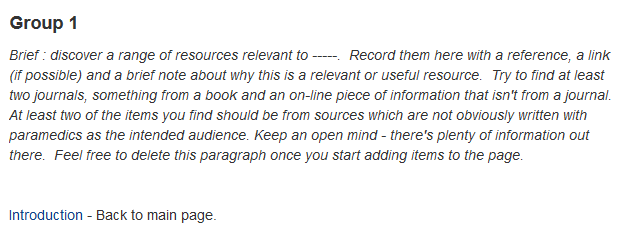 Group 1
Brief : discover a range of resources relevant to -----.  Record them here with a reference, a link
(if possible) and a brief note about why this is a relevant or useful resource.  Try to find at least
two journals, something from a book and an on-line piece of information that isn't from a journal.
At least two of the items you find should be from sources which are not obviously written with
paramedics as the intended audience. Keep an open mind - there's plenty of information out
there.  Feel free to delete this paragraph once you start adding items to the page.
Introduction - Back to main page.